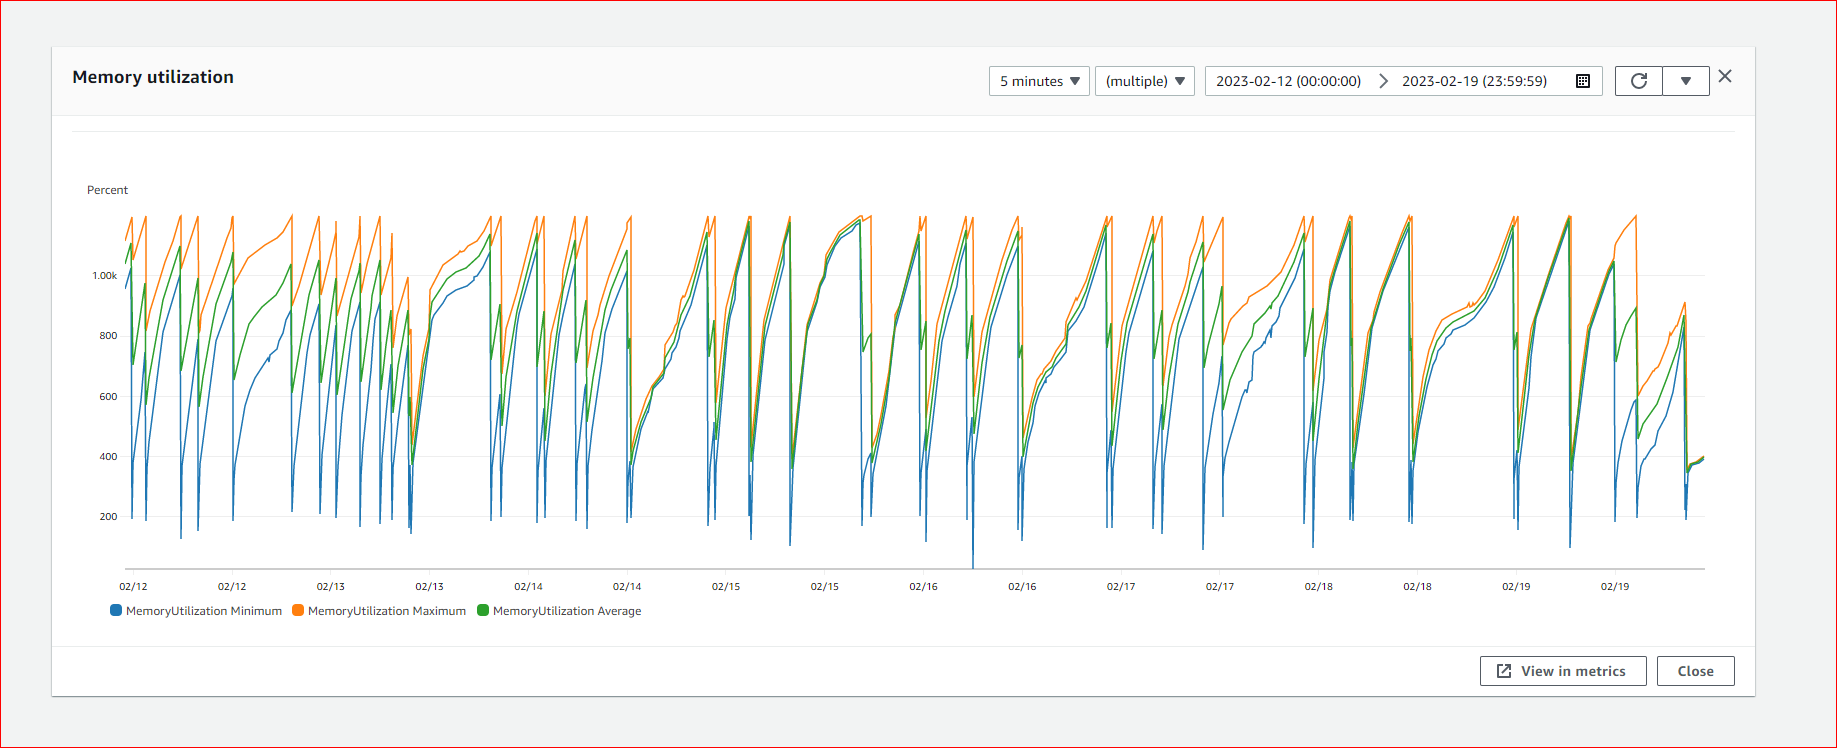 Memory utilization
5 minutes (multiple) 2023-02-12 (00:00:00) 2023-02-19 (23:59:59)
Percent
1.00k
800
600
400
200
02/12 02/12 02/13 02/13 02/14 02/14 02/15 02/15 02/16 02/16 02/17 02/17 02/18 02/18 02/19 02/19
MemoryUtilization Minimum MemoryUtilization Maximum MemoryUtilization Average
View in metrics Close